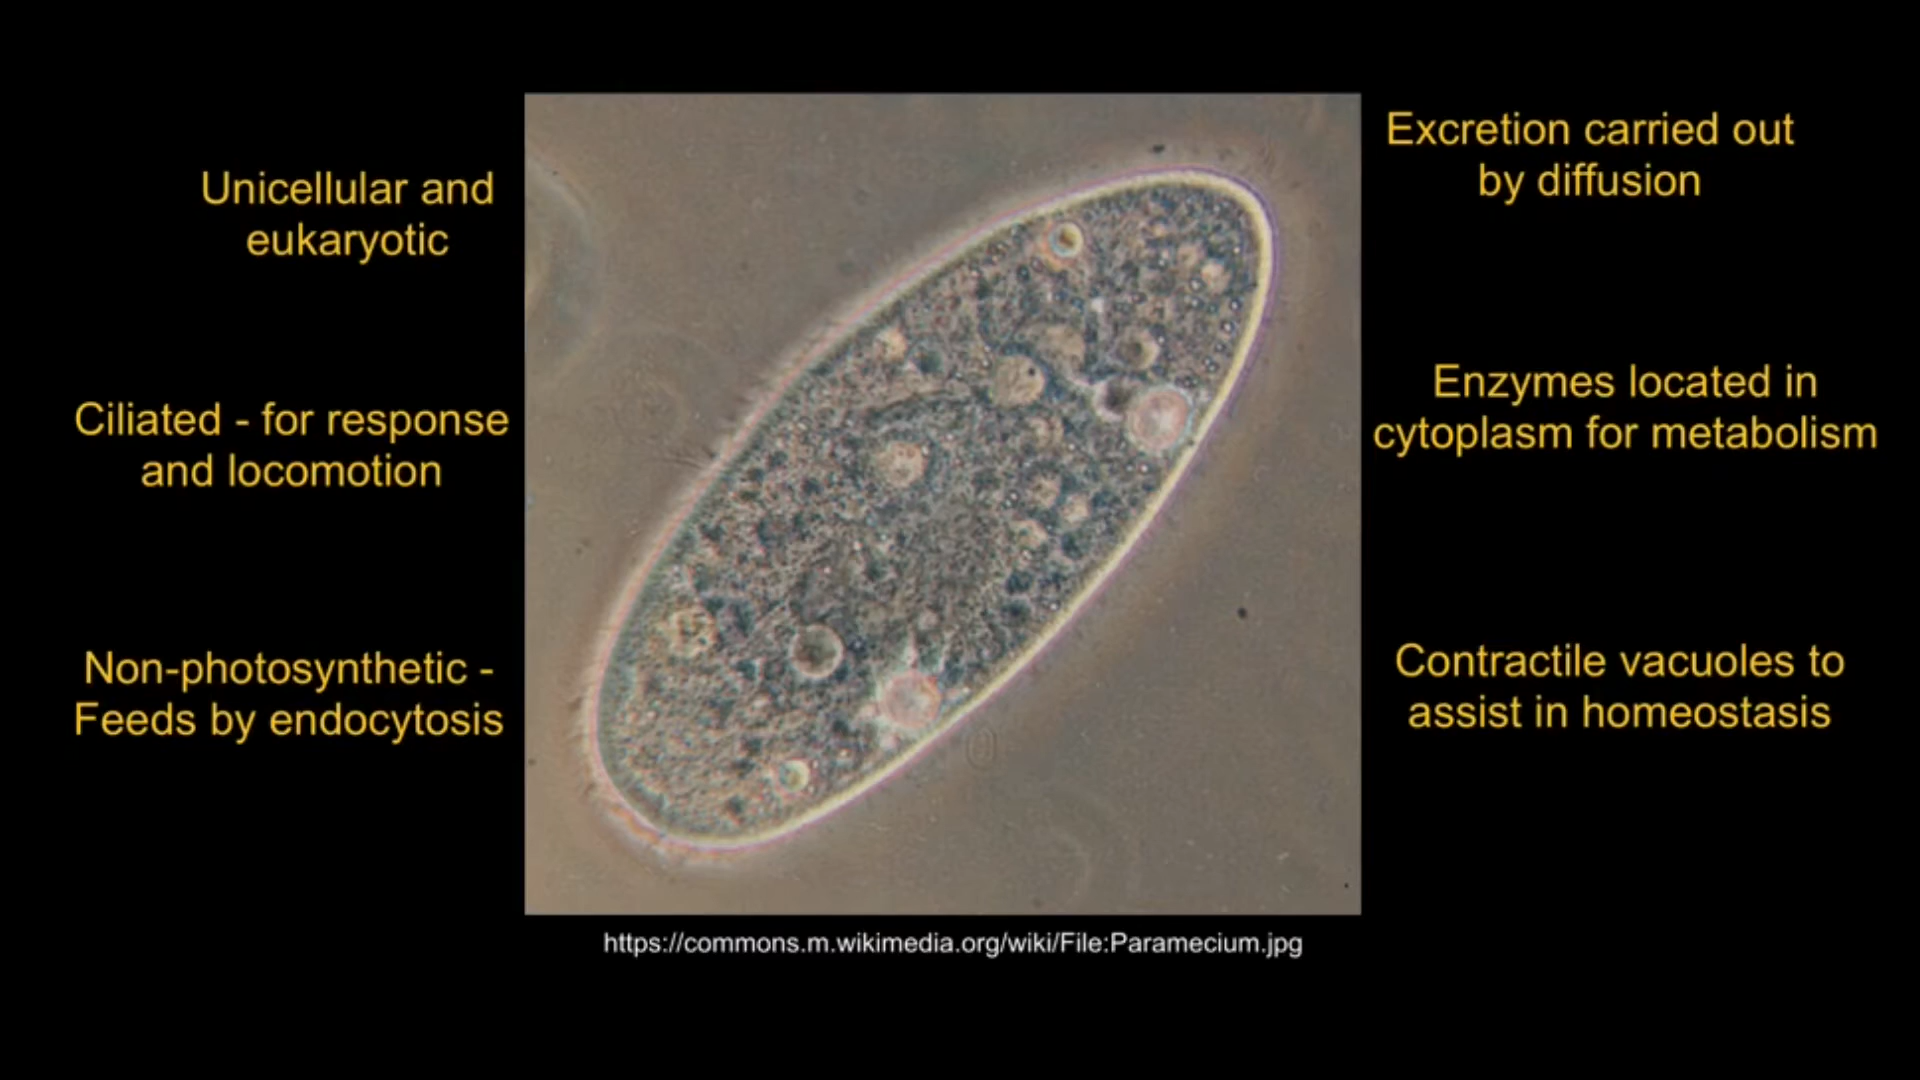 Unicellular and
eukaryotic
Ciliated - for response
and locomotion
Non-photosynthetic -
Feeds by endocytosis
Excretion carried out
by diffusion
Enzymes located in
cytoplasm for metabolism
Contractile vacuoles to
assist in homeostasis
https://commons.m.wikimedia.org/wiki/File:Paramecium.jpg